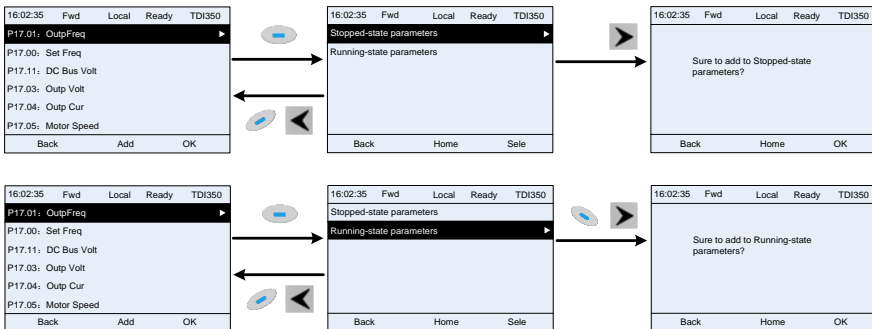 16:02:35 Fwd Local Ready TDI350
P17.01：OutpFreq
P17.00：Set Freq
P17.11：DC Bus Volt
P17.03：Outp Volt
P17.04：Outp Cur
P17.05：Motor Speed
Back Add OK
16:02:35 Fwd Local Ready TDI350
Stopped-state parameters
Running-state parameters
Back Home Sele
16:02:35 Fwd Local Ready TDI350
Sure to add to Stopped-state
parameters?
Back Home OK
16:02:35 Fwd Local Ready TDI350
P17.01：OutpFreq
P17.00：Set Freq
P17.11：DC Bus Volt
P17.03：Outp Volt
P17.04：Outp Cur
P17.05：Motor Speed
Back Add OK
16:02:35 Fwd Local Ready TDI350
Stopped-state parameters
Running-state parameters
Back Home Sele
16:02:35 Fwd Local Ready TDI350
Sure to add to Running-state
parameters?
Back Home OK